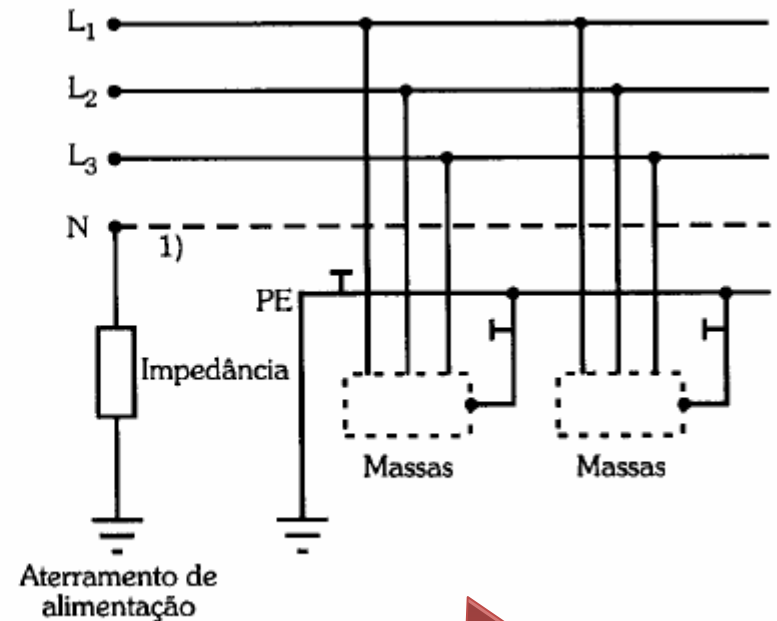 L1
L2
L3
N
1)
PE
Impedância
Massas
Massas
Aterramento de
alimentação